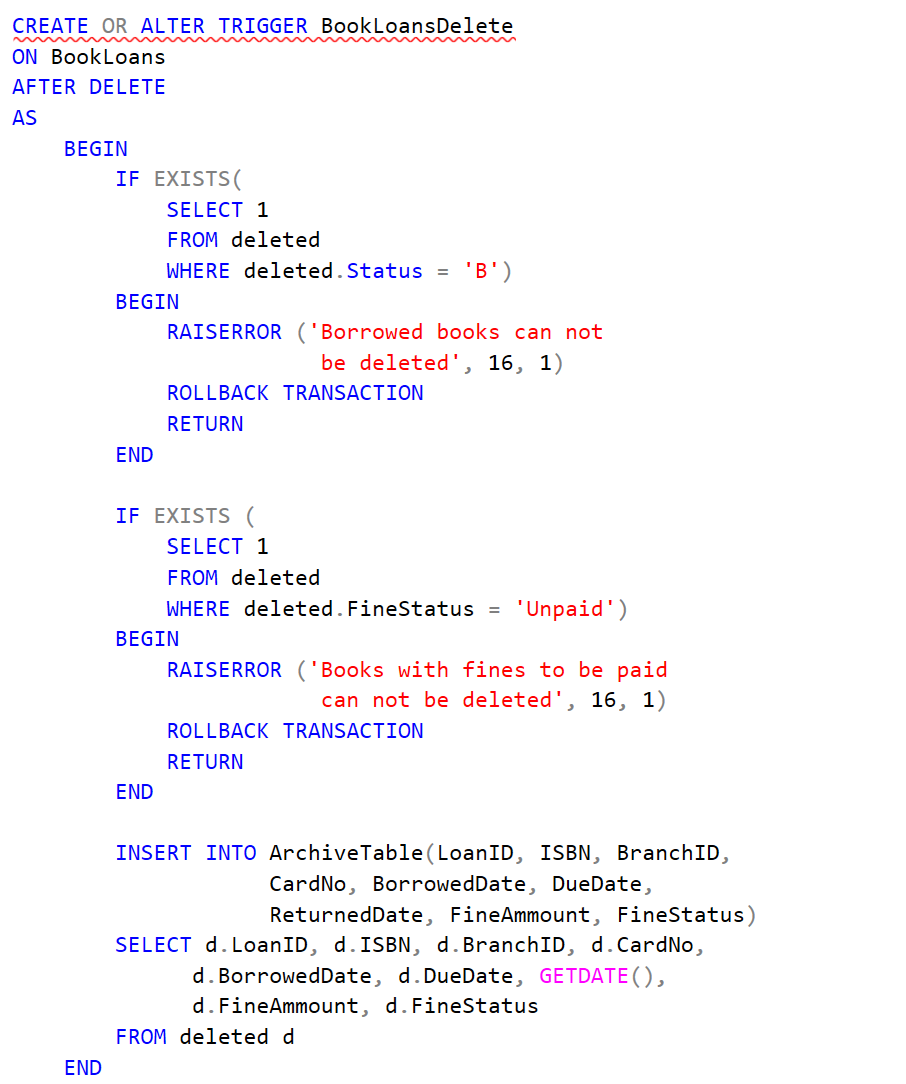 CREATE OR ALTER TRIGGER BookLoansDelete
ON BookLoans
AFTER DELETE
AS
    BEGIN
        IF EXISTS(
            SELECT 1
            FROM deleted
            WHERE deleted.Status = 'B')
        BEGIN
            RAISERROR ('Borrowed books can not
                        be deleted', 16, 1)
            ROLLBACK TRANSACTION
            RETURN
        END

        IF EXISTS (
            SELECT 1
            FROM deleted
            WHERE deleted.FineStatus = 'Unpaid')
        BEGIN
            RAISERROR ('Books with fines to be paid
                        can not be deleted', 16, 1)
            ROLLBACK TRANSACTION
            RETURN
        END

        INSERT INTO ArchiveTable(LoanID, ISBN, BranchID,
                    CardNo, BorrowedDate, DueDate,
                    ReturnedDate, FineAmmount, FineStatus)
        SELECT d.LoanID, d.ISBN, d.BranchID, d.CardNo,
              d.BorrowedDate, d.DueDate, GETDATE(),
              d.FineAmmount, d.FineStatus
        FROM deleted d
    END